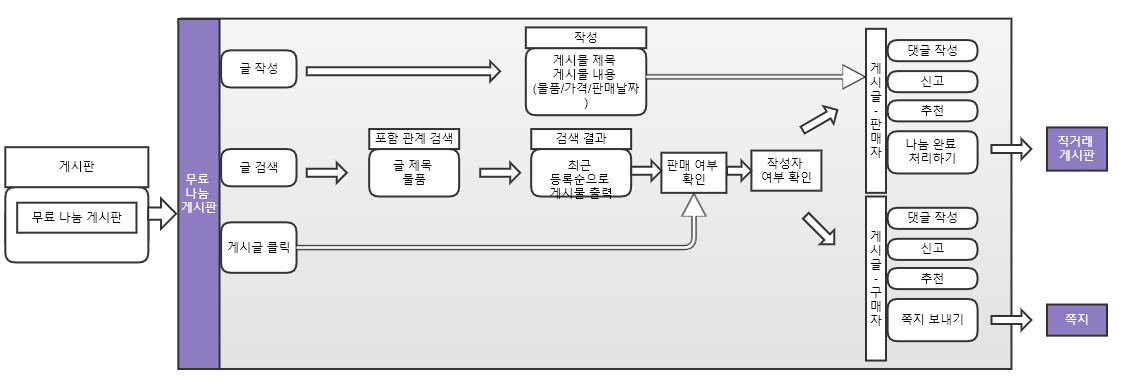 게시판
무료 나눔 게시판
무료
나눔
게시판
글 작성
작성
게시물 제목
게시물 내용
(물품/가격/판매날짜
)
글 검색
포함 관계 검색
글 제목
물품
검색 결과
최근
등록순으로
게시물 출력
판매 여부
확인
작성자
여부 확인
게시글 클릭
게
시
글
-
판
매
자
댓글 작성
신고
추천
나눔 완료
처리하기
직거래
게시판
게
시
글
-
구
매
자
댓글 작성
신고
추천
쪽지 보내기
쪽지